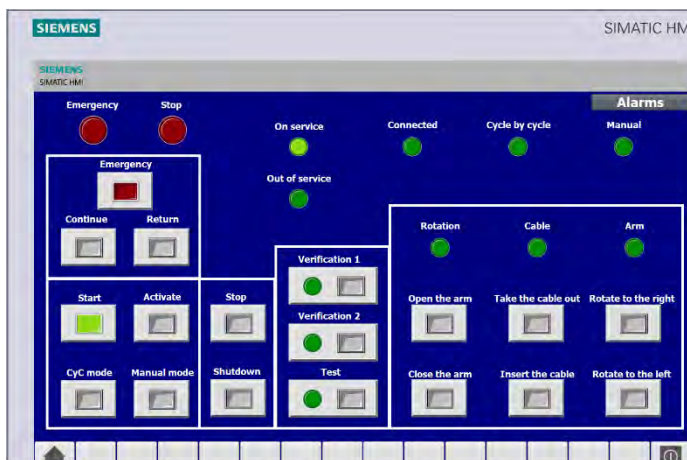 SIEMENS
SIMATIC HM
SIEMENS
SIMATIC HMI
Alarms
Emergency Stop
On service Connected Cycle by cycle Manual
Emergency
Out of service
Continue Return
Rotation Cable Arm
Verification 1
Start Activate Stop
Open the arm Take the cable out Rotate to the right
Verification 2
CyC mode Manual mode Shutdown Test
Close the arm Insert the cable Rotate to the left